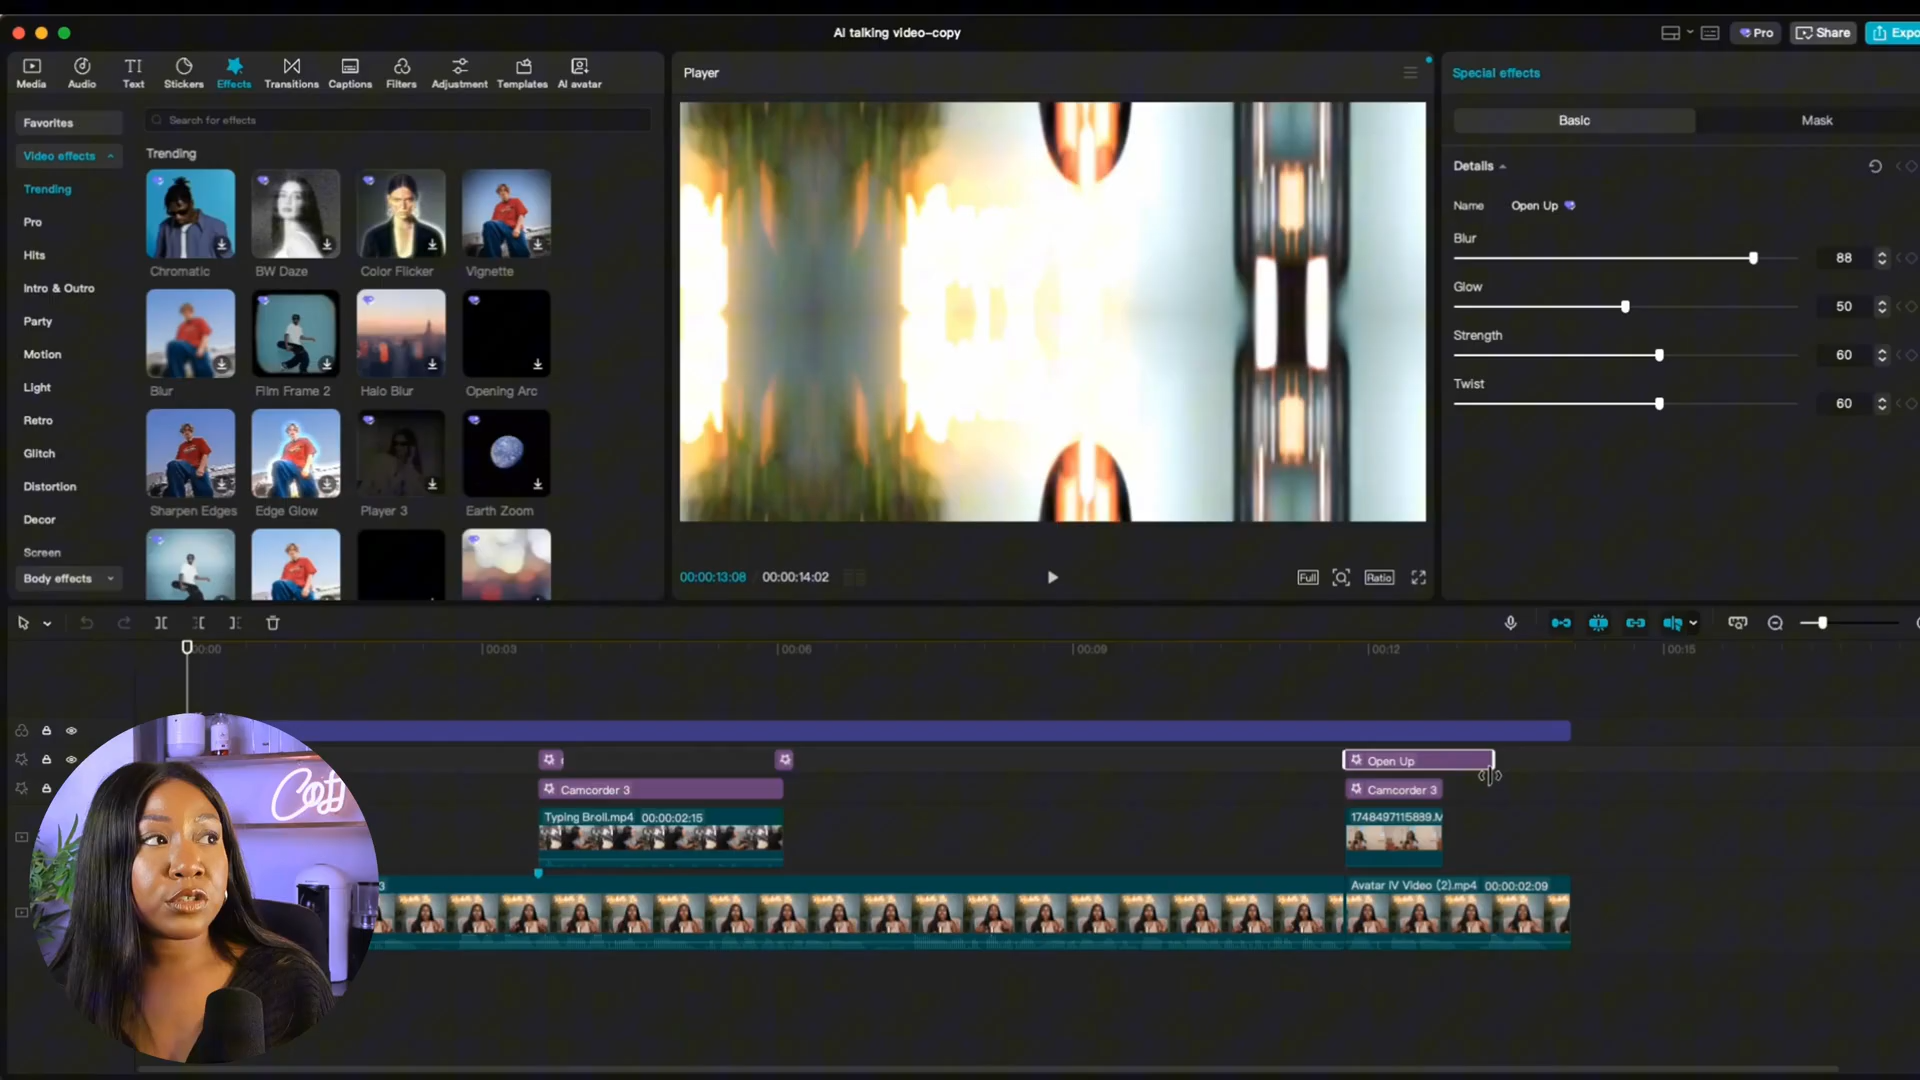 AI talking video-copy
Pro
Share
Expo
Media
Audio
Text
Stickers
Effects
Transitions
Captions
Filters
Adjustment
Templates
AI avatar
Player
Special effects
Favorites
Search for effects
Basic
Mask
Video effects
Trending
Details
Trending
Pro
Hits
Intro & Outro
Party
Motion
Light
Retro
Glitch
Distortion
Decor
Screen
Body effects
Chromatic
BW Daze
Color Flicker
Vignette
Blur
Film Frame 2
Halo Blur
Opening Arc
Sharpen Edges
Edge Glow
Player 3
Earth Zoom
Name Open Up
Blur
88
Glow
50
Strength
60
Twist
60
00:00:13:08 00:00:14:02
Full
Ratio
00:00
00:03
00:06
00:09
00:12
00:15
Open Up
Camcorder 3
Camcorder 3
Typing Broll.mp4 00:00:02:15
1748497115889.M
3
Avatar IV Video (2).mp4 00:00:02:09